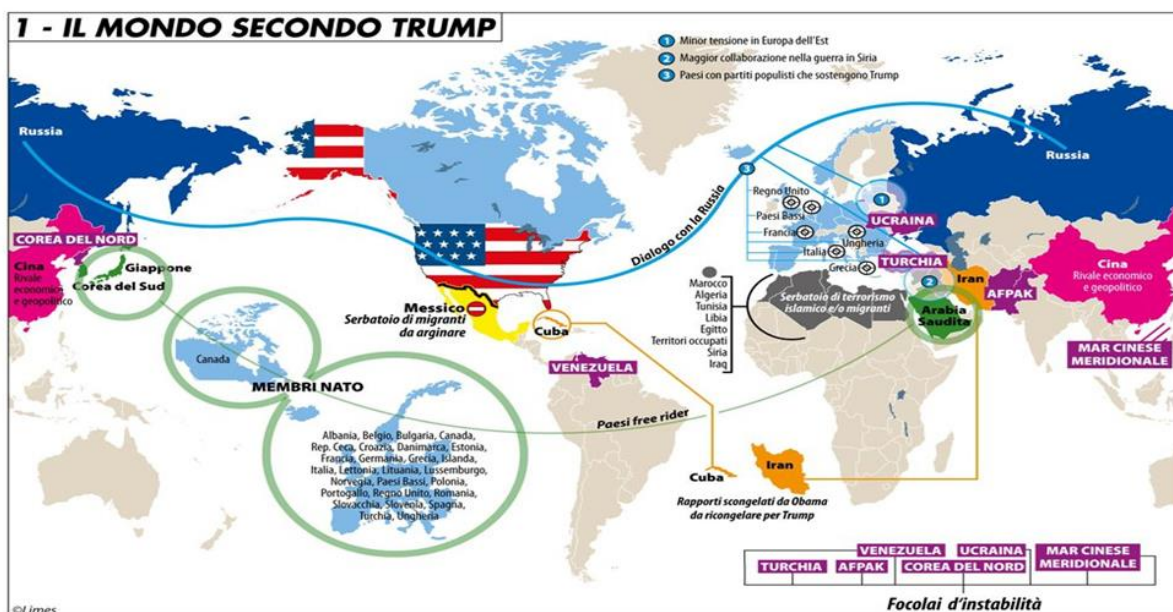 1 - IL MONDO SECONDO TRUMP
1 Minor tensione in Europa dell'Est
2 Maggior collaborazione nella guerra in Siria
3 Paesi con partiti populisti che sostengono Trump
Russia
Russia
Dialogo con la Russia
3
1
2
Regno Unito
Paesi Bassi
Francia
Ungheria
Italia
Grecia
UCRAINA
TURCHIA
COREA DEL NORD
Cina
Rivale
economico
e geopolitico
Giappone
Corea del Sud
Messico
Serbatoio di migranti
da arginare
Cuba
Marocco
Algeria
Tunisia
Libia
Egitto
Territori occupati
Siria
Iraq
Serbatoio di terrorismo
islamico e/o migranti
Iran
AFPAK
Arabia
Saudita
Cina
Rivale economico
e geopolitico
MAR CINESE
MERIDIONALE
Canada
MEMBRI NATO
VENEZUELA
Paesi free rider
Albania, Belgio, Bulgaria, Canada,
Rep. Ceca, Croazia, Danimarca, Estonia,
Francia, Germania, Grecia, Islanda,
Italia, Lettonia, Lituania, Lussemburgo,
Norvegia, Paesi Bassi, Polonia,
Portogallo, Regno Unito, Romania,
Slovacchia, Slovenia, Spagna,
Turchia, Ungheria
Cuba
Iran
Rapporti scongelati da Obama
da ricongelare per Trump
VENEZUELA UCRAINA MAR CINESE
MERIDIONALE
TURCHIA AFPAK COREA DEL NORD
Focolai d'instabilità
©Limes